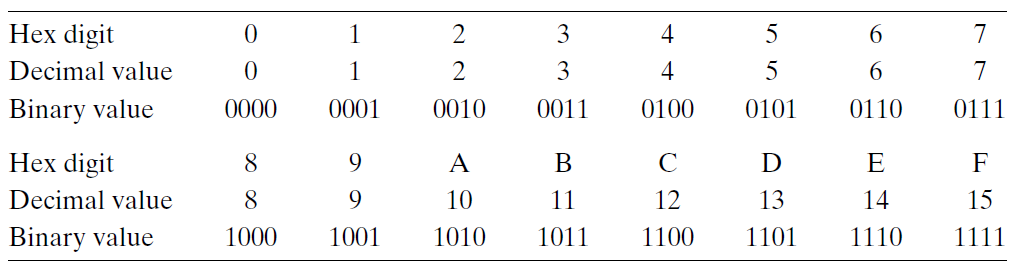 Hex digit 0 1 2 3 4 5 6 7
Decimal value 0 1 2 3 4 5 6 7
Binary value 0000 0001 0010 0011 0100 0101 0110 0111
Hex digit 8 9 A B C D E F
Decimal value 8 9 10 11 12 13 14 15
Binary value 1000 1001 1010 1011 1100 1101 1110 1111